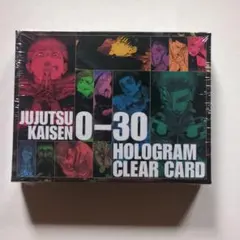 JUJUTSU
KAISEN 0-30
HOLOGRAM
CLEAR CARD